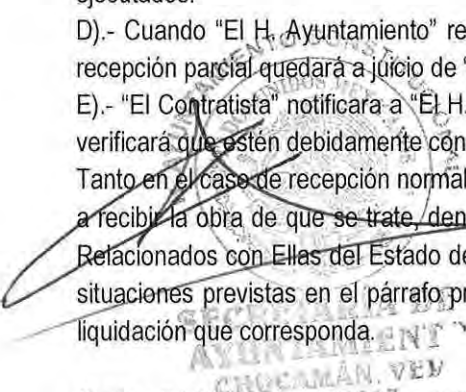 ejecutados.
D).- Cuando “El H. Ayuntamiento” re
recepción parcial quedará a juicio de “
E).- “El Contratista” notificara a “El H.
verificará que estén debidamente con
Tanto en el caso de recepción normal
a recibir la obra de que se trate, den
Relacionados con Ellas del Estado de
situaciones previstas en el párrafo pr
liquidación que corresponda.
SECRETARIA DE
AYUNTAMIENT
CHOCAMÁN, VER